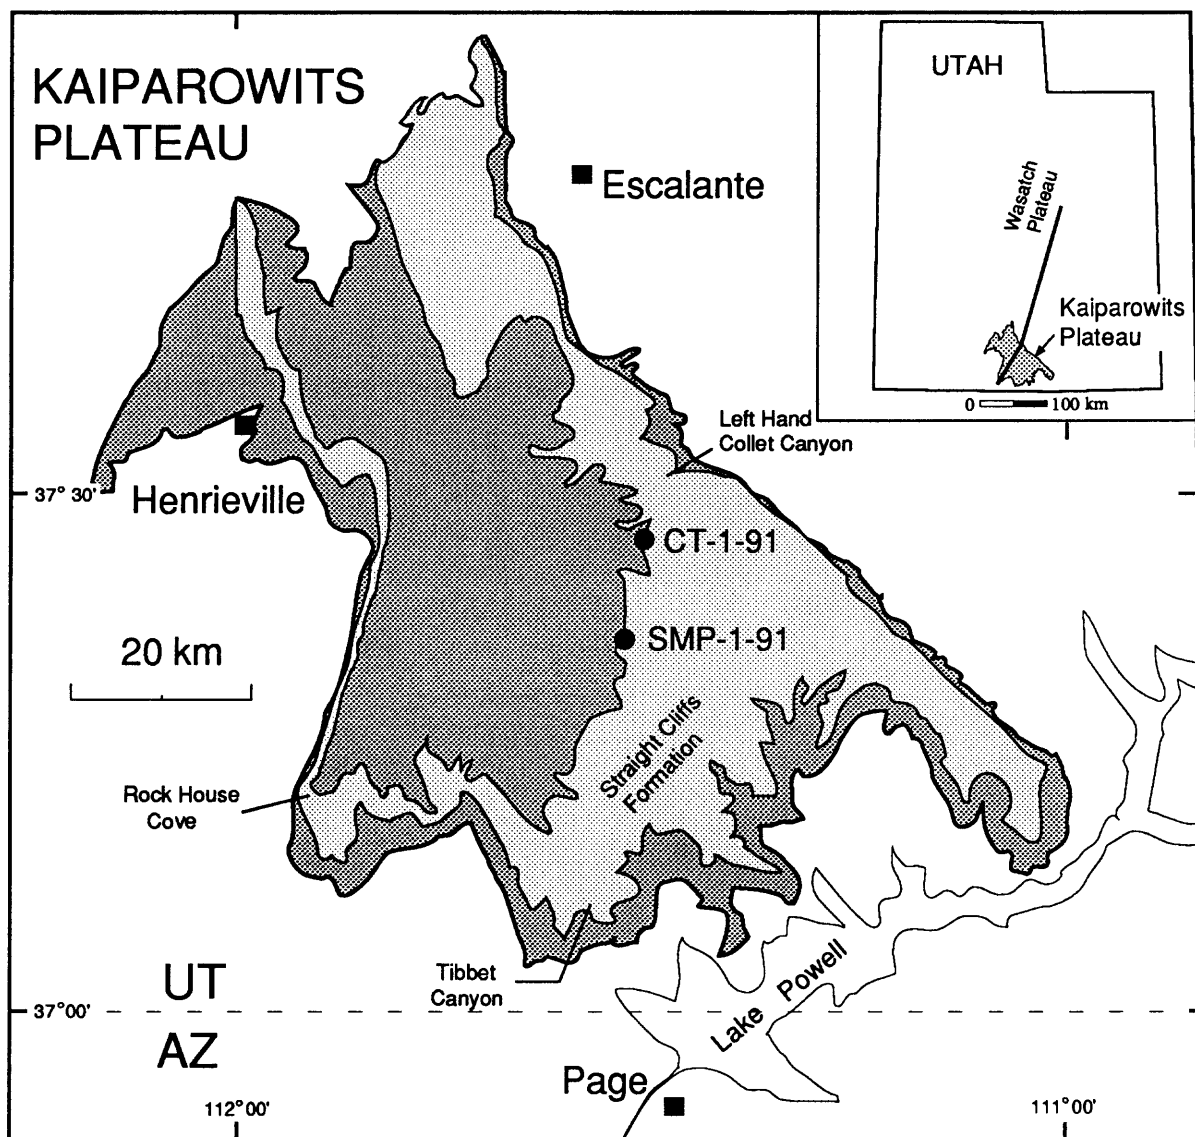 KAIPAROWITS
PLATEAU
UTAH
Wasatch
Plateau
Kaiparowits
Plateau
0 100 km
Escalante
Left Hand
Collet Canyon
37° 30'
Henrieville
CT-1-91
SMP-1-91
20 km
Straight Cliffs
Formation
Rock House
Cove
Tibbet
Canyon
Lake Powell
UT
37°00'
AZ
Page
112°00'
111°00'